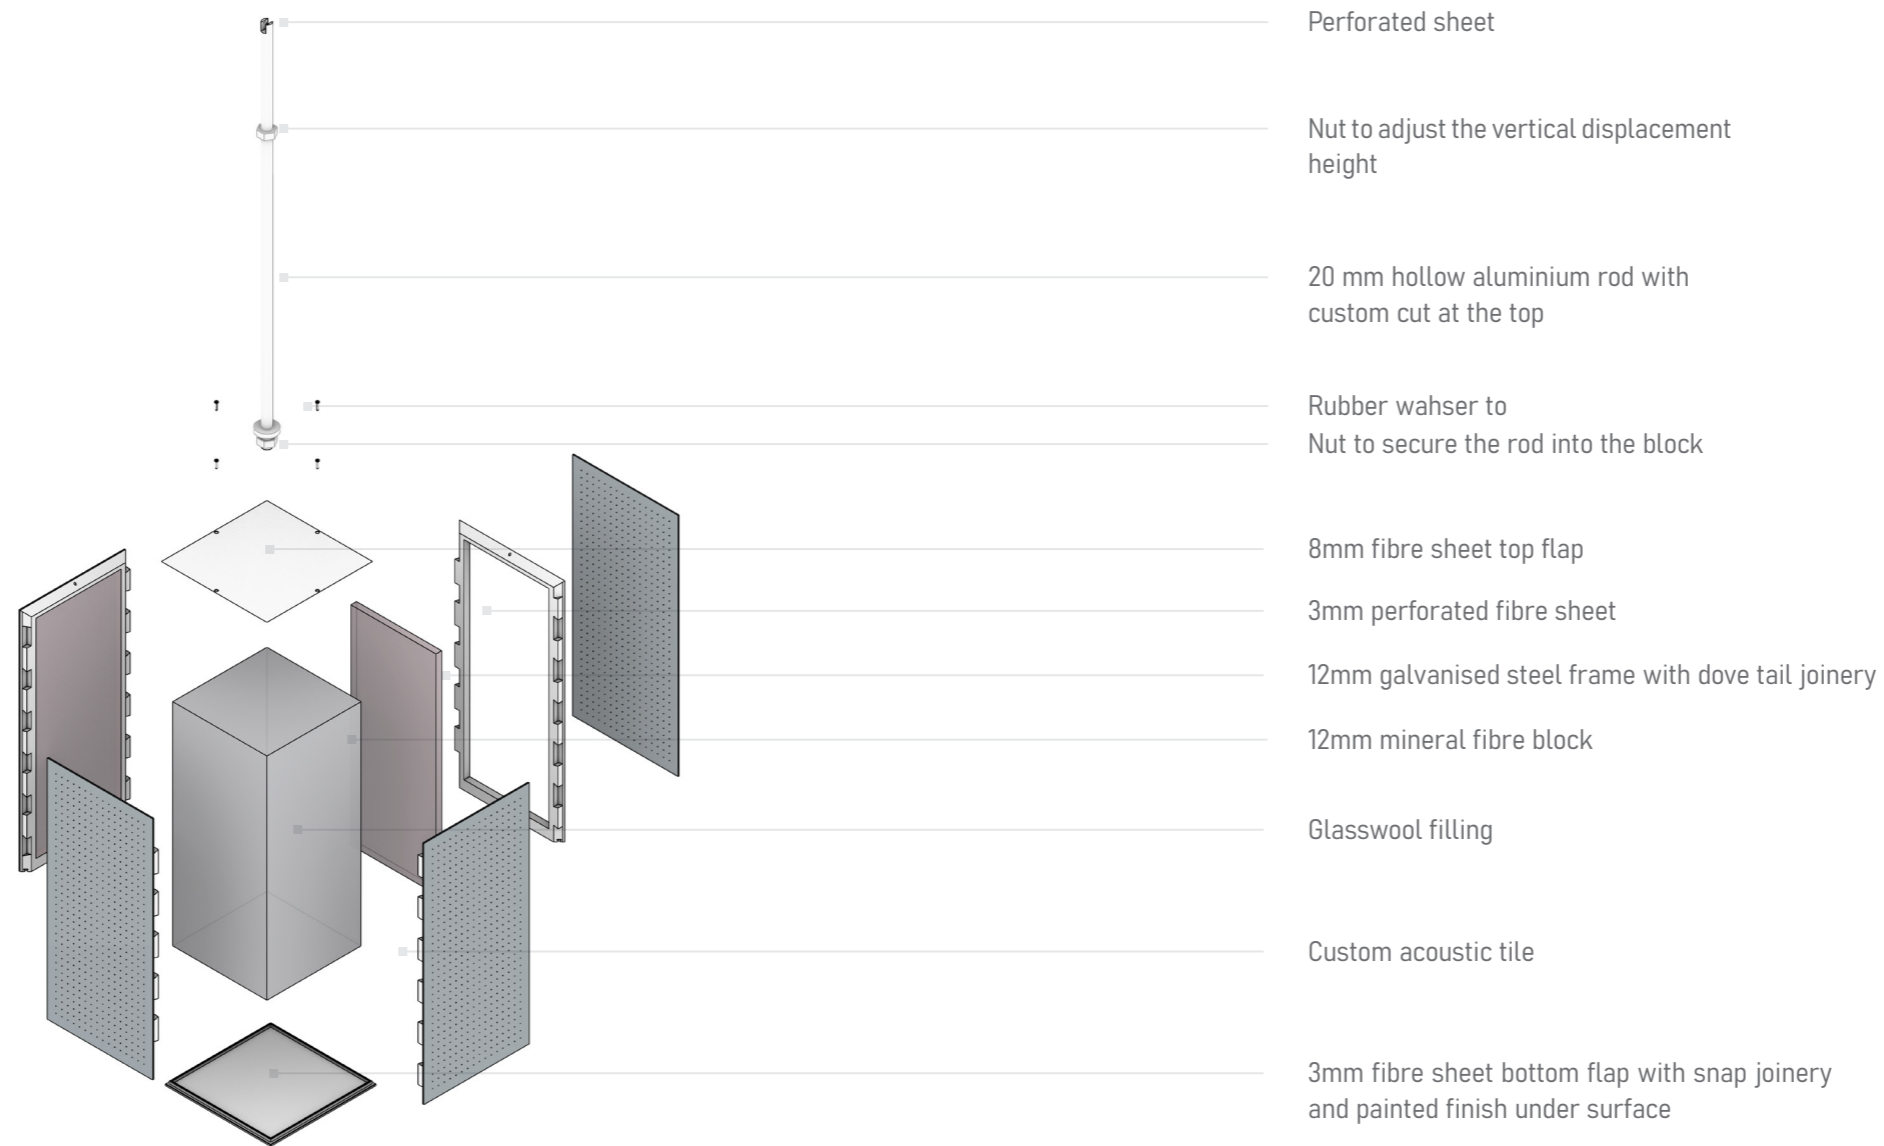 Perforated sheet
Nut to adjust the vertical displacement
height
20 mm hollow aluminium rod with
custom cut at the top
Rubber wahser to
Nut to secure the rod into the block
8mm fibre sheet top flap
3mm perforated fibre sheet
12mm galvanised steel frame with dove tail joinery
12mm mineral fibre block
Glasswool filling
Custom acoustic tile
3mm fibre sheet bottom flap with snap joinery
and painted finish under surface